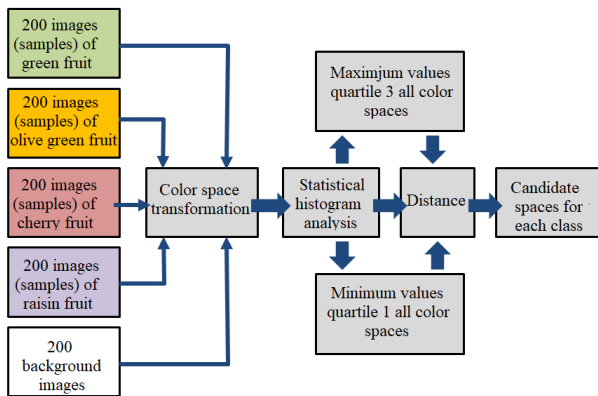 200 images
(samples) of
green fruit
200 images
(samples) of
olive green fruit
200 images
(samples) of
cherry fruit
200 images
(samples) of
raisin fruit
200
background
images
Color space
transformation
Statistical
histogram
analysis
Maximjum values
quartile 3 all color
spaces
Minimum values
quartile 1 all color
spaces
Distance
Candidate
spaces for
each class